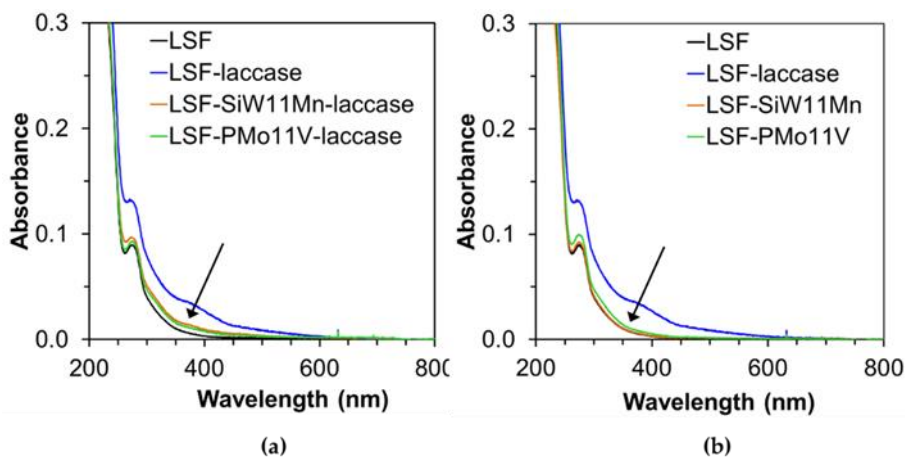 0.3
LSF
LSF-laccase
LSF-SiW11Mn-laccase
LSF-PMo11V-laccase
0.2
0.1
0.0
200
400
600
800
Absorbance
Wavelength (nm)
(a)
0.3
LSF
LSF-laccase
LSF-SiW11Mn
LSF-PMo11V
0.2
0.1
0.0
200
400
600
800
Absorbance
Wavelength (nm)
(b)